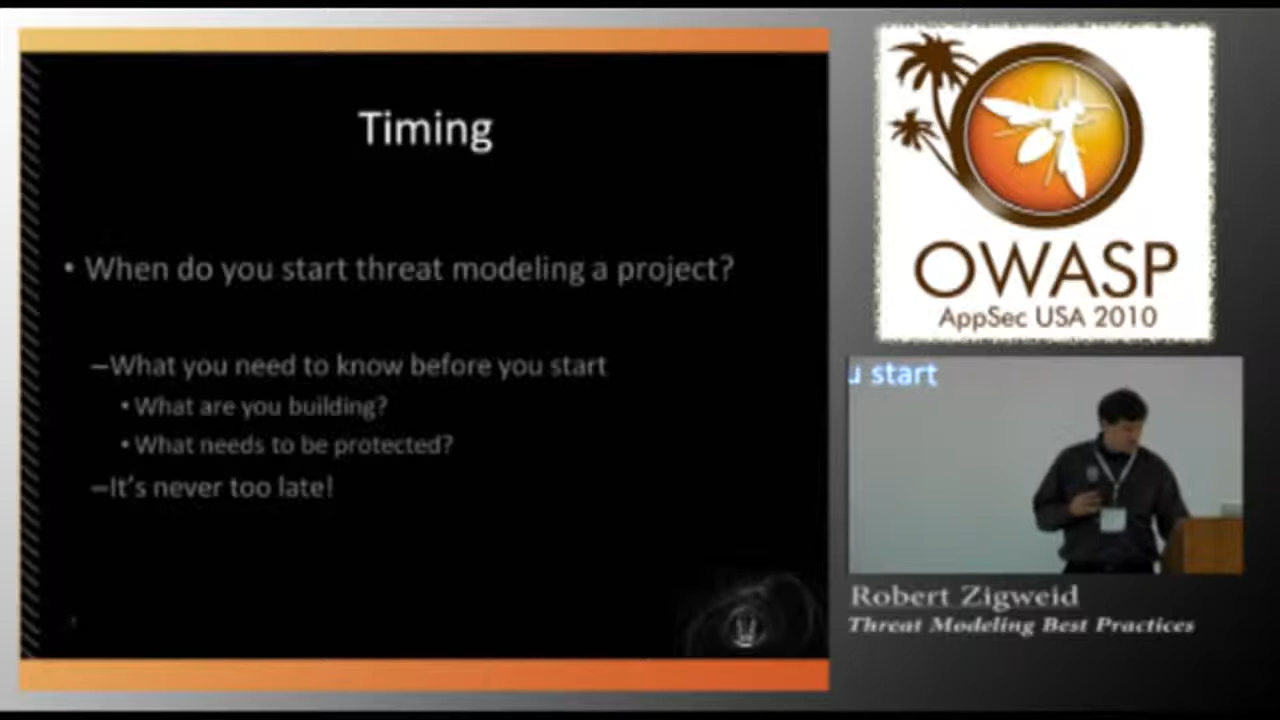 Timing
• When do you start threat modeling a project?
–What you need to know before you start
• What are you building?
• What needs to be protected?
–It's never too late!
OWASP
AppSec USA 2010
u start
Robert Zigweid
Threat Modeling Best Practices